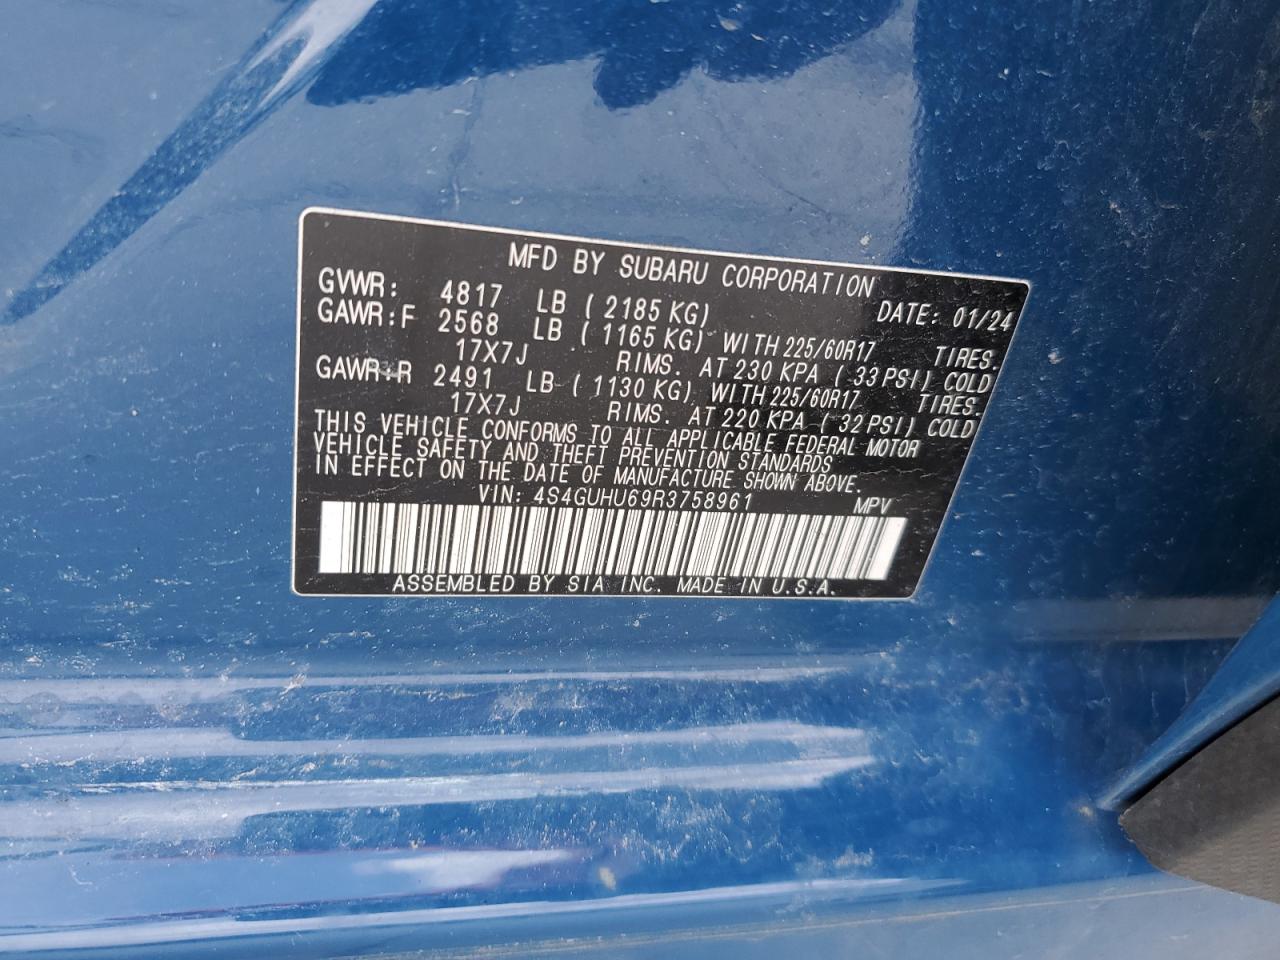 MFD BY SUBARU CORPORATION
GVWR: 4817 LB ( 2185 KG) DATE: 01/24
GAWR:F 2568 LB ( 1165 KG) WITH 225/60R17 TIRES.
17X7J RIMS. AT 230 KPA ( 33 PSI) COLD
GAWR:R 2491 LB ( 1130 KG) WITH 225/60R17 TIRES.
17X7J RIMS. AT 220 KPA ( 32 PSI) COLD
THIS VEHICLE CONFORMS TO ALL APPLICABLE FEDERAL MOTOR
VEHICLE SAFETY AND THEFT PREVENTION STANDARDS
IN EFFECT ON THE DATE OF MANUFACTURE SHOWN ABOVE.
VIN: 4S4GUHU69R3758961 MPV
ASSEMBLED BY SIA INC. MADE IN U.S.A.